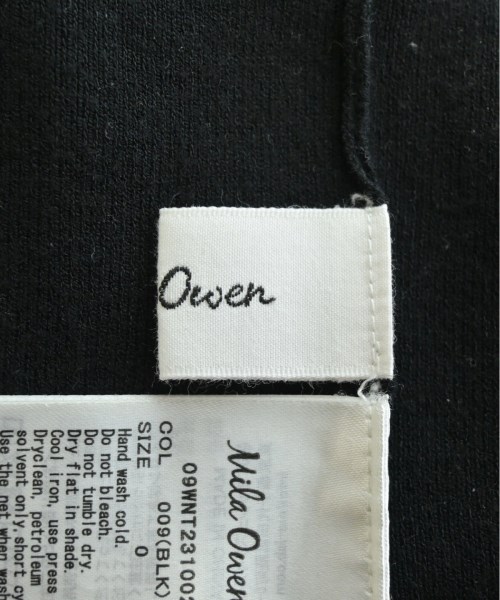 Owen
Mila Owen
09WNT231002
COL 009(BLK)
SIZE 0
Hand wash cold.
Do not bleach.
Do not tumble dry.
Dry flat in shade.
Cool iron, use press
Dryclean, petroleum
solvent only, short cy
Use the net when wash